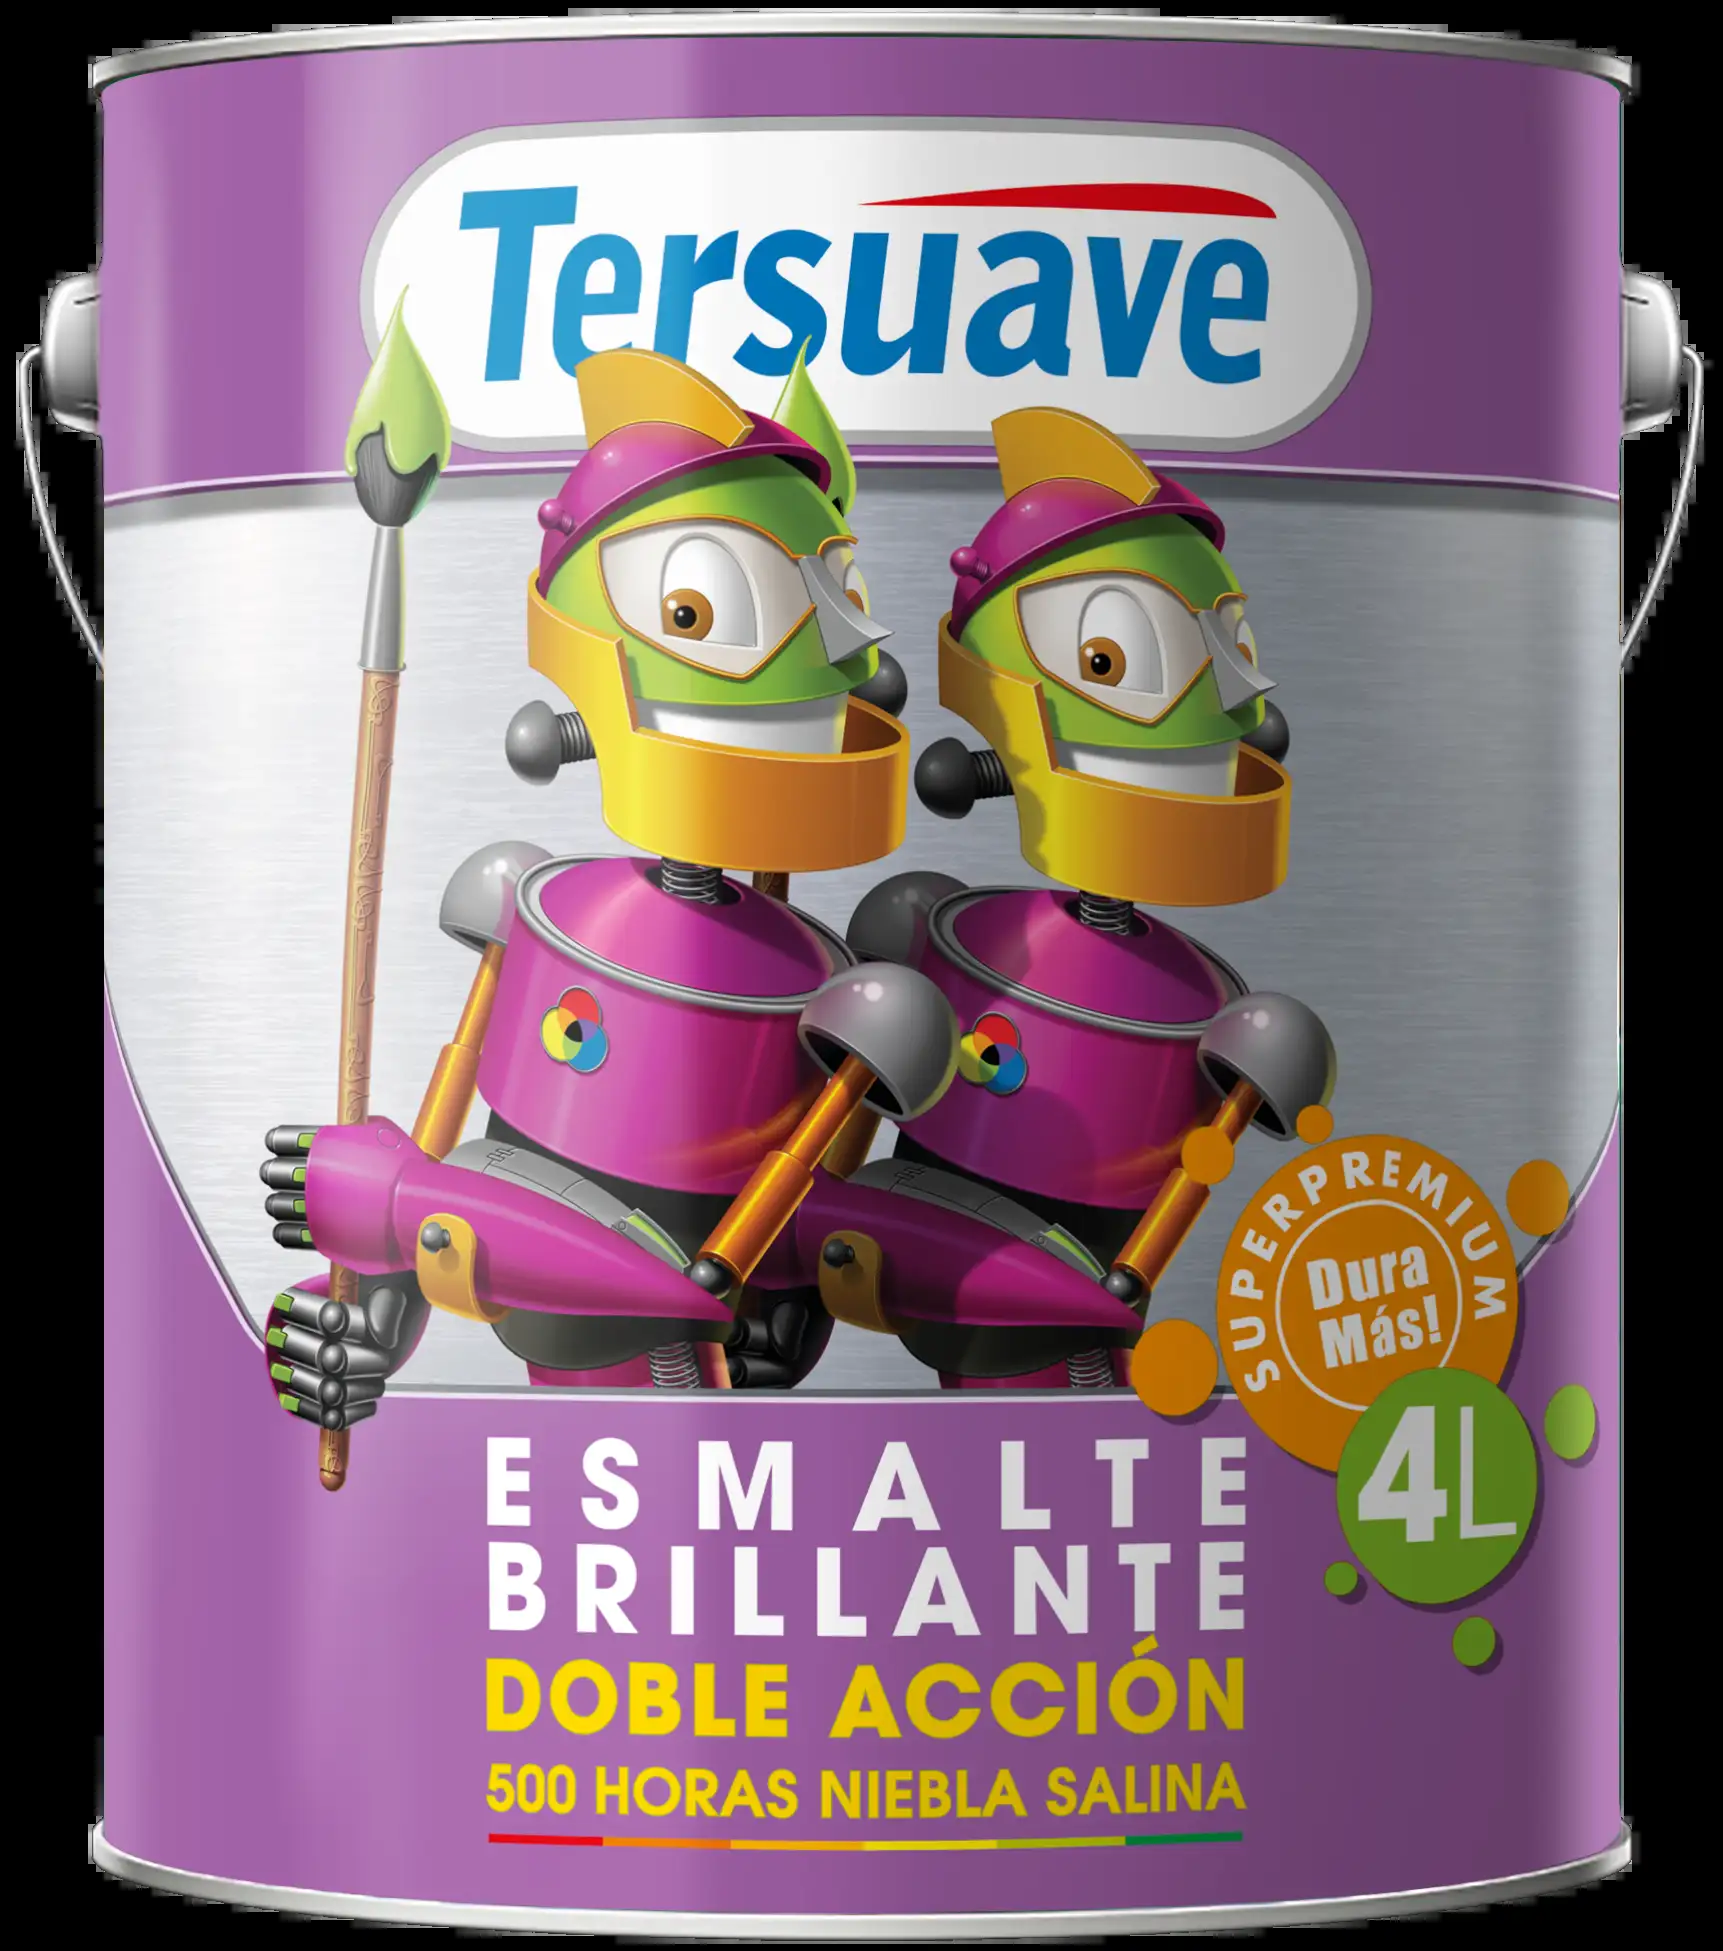 Tersuave
SUPERPREMIUM
Dura
Más!
4L
ESMALTE
BRILLANTE
DOBLE ACCIÓN
500 HORAS NIEBLA SALINA